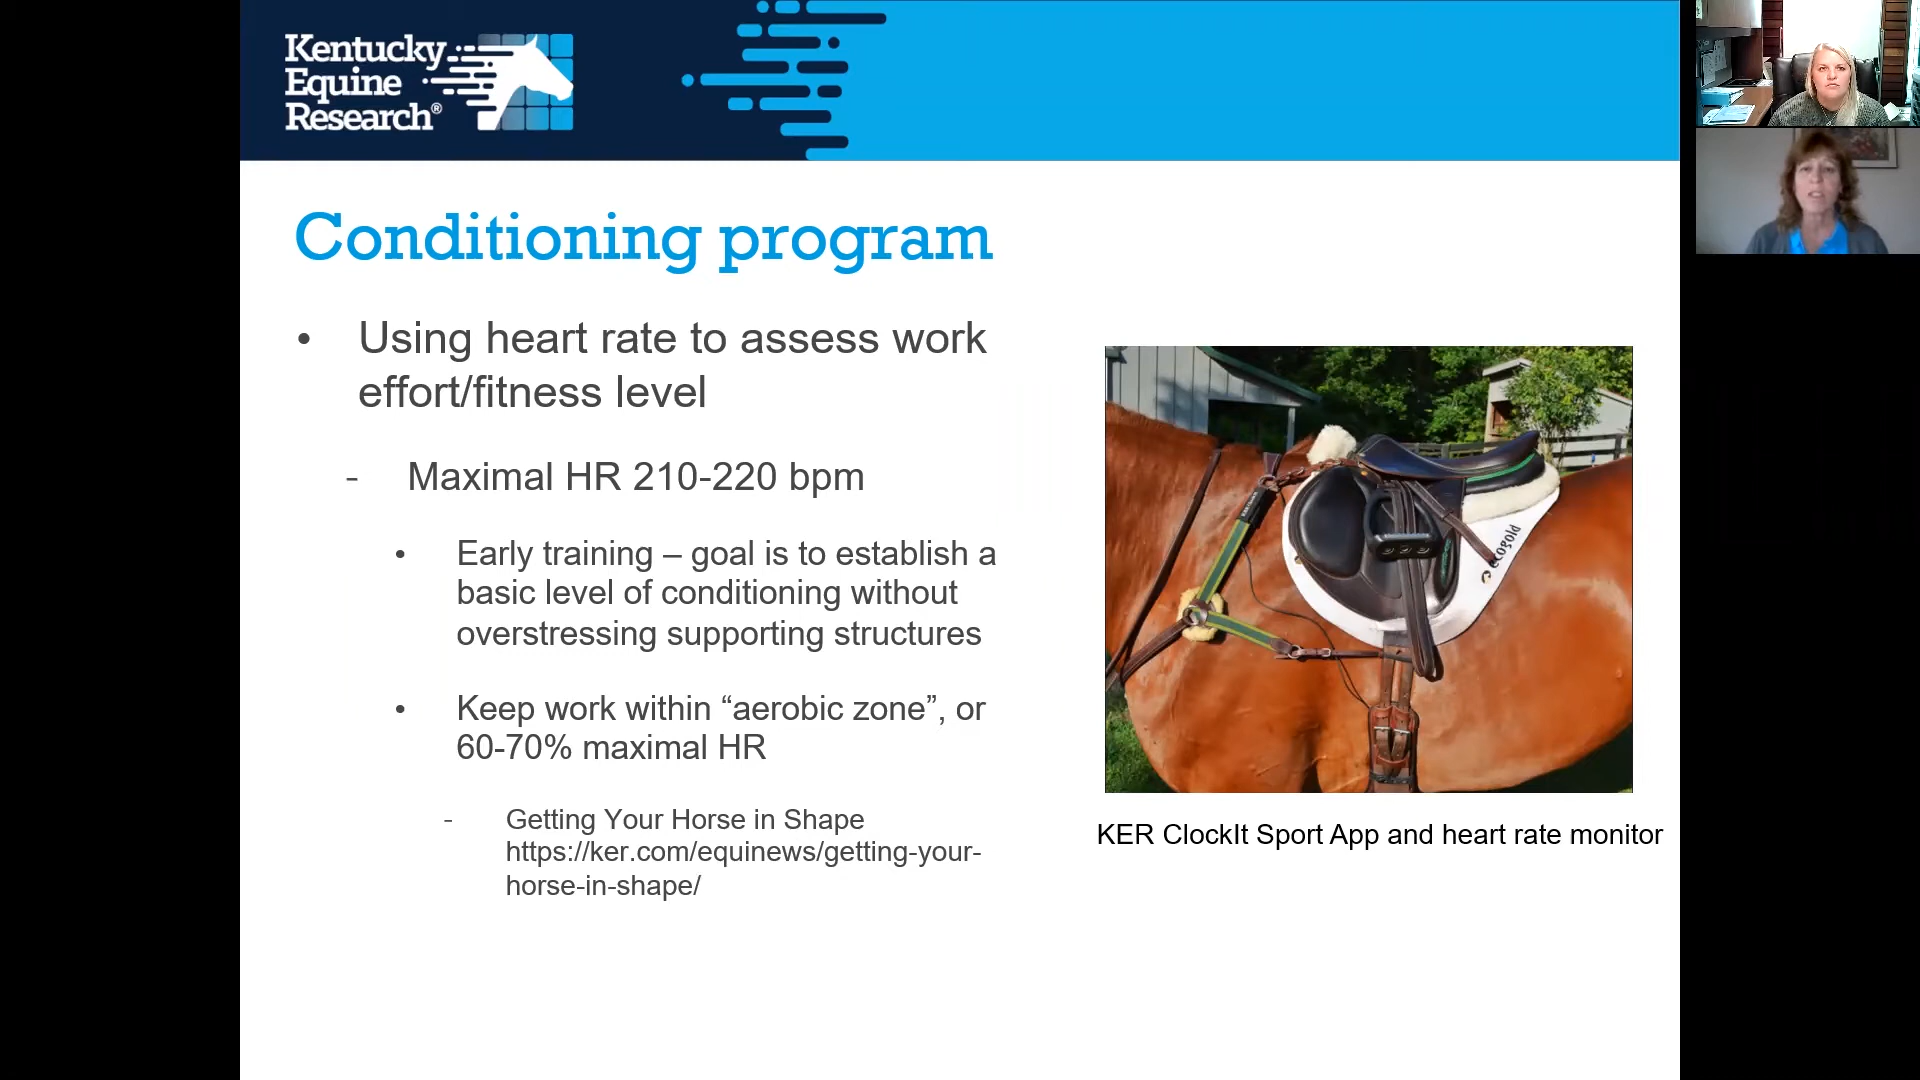 Kentucky
Equine
Research®
Conditioning program
• Using heart rate to assess work
effort/fitness level
- Maximal HR 210-220 bpm
• Early training – goal is to establish a
basic level of conditioning without
overstressing supporting structures
• Keep work within “aerobic zone”, or
60-70% maximal HR
- Getting Your Horse in Shape
https://ker.com/equinews/getting-your-
horse-in-shape/
ecogold
KER ClockIt Sport App and heart rate monitor